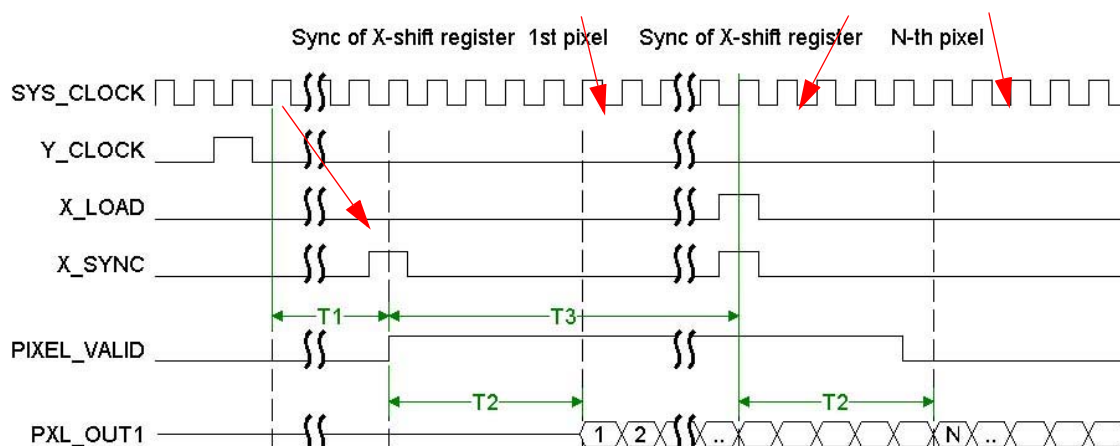 Sync of X-shift register 1st pixel Sync of X-shift register N-th pixel
SYS_CLOCK
Y_CLOCK
X_LOAD
X_SYNC
T1 T3
PIXEL_VALID
T2 T2
PXL_OUT1 1 2 .. N ..